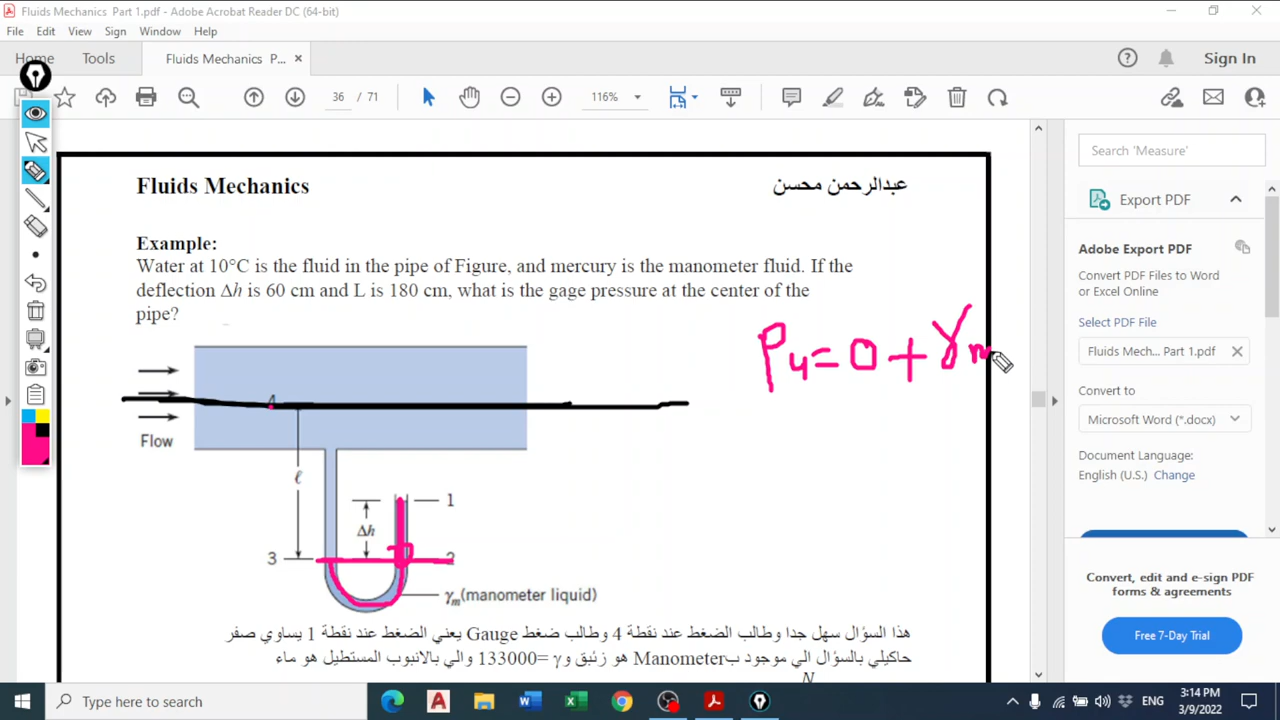 Fluids Mechanics Part 1.pdf - Adobe Acrobat Reader DC (64-bit)
File Edit View Sign Window Help
Home Tools Fluids Mechanics P... ×
? Sign In
36 / 71 116%
Fluids Mechanics عبدالرحمن محسن
Example:
Water at 10°C is the fluid in the pipe of Figure, and mercury is the manometer fluid. If the
deflection Δh is 60 cm and L is 180 cm, what is the gage pressure at the center of the
pipe?
P4 = 0 + γm
4
Flow
ℓ
1
Δh
3
2
γm(manometer liquid)
هذا السؤال سهل جدا وطالب الضغط عند نقطة 4 وطالب ضغط Gauge يعني الضغط عند نقطة 1 يساوي صفر
حاكيلي بالسؤال الي موجود بManometer هو زئبق وγ =133000 والي بالانبوب المستطيل هو ماء
N
Search 'Measure'
Export PDF
Adobe Export PDF
Convert PDF Files to Word
or Excel Online
Select PDF File
Fluids Mech... Part 1.pdf ×
Convert to
Microsoft Word (*.docx)
Document Language:
English (U.S.) Change
Convert, edit and e-sign PDF
forms & agreements
Free 7-Day Trial
Type here to search
ENG
3:14 PM
3/9/2022